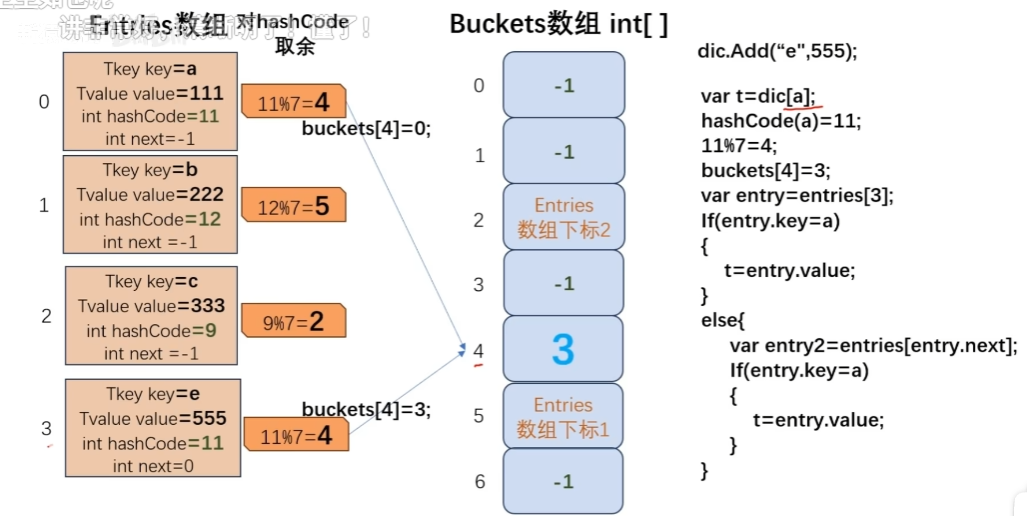 Entries数组
对hashCode
取余
Tkey key=a
Tvalue value=111
int hashCode=11
int next=-1
0
11%7=4
buckets[4]=0;
Tkey key=b
Tvalue value=222
int hashCode=12
int next =-1
1
12%7=5
Tkey key=c
Tvalue value=333
int hashCode=9
int next =-1
2
9%7=2
Tkey key=e
Tvalue value=555
int hashCode=11
int next=0
3
11%7=4
buckets[4]=3;
Buckets数组 int[ ]
0
-1
1
-1
2
Entries
数组下标2
3
-1
4
3
5
Entries
数组下标1
6
-1
dic.Add(“e",555);
var t=dic[a];
hashCode(a)=11;
11%7=4;
buckets[4]=3;
var entry=entries[3];
If(entry.key=a)
{
t=entry.value;
}
else{
var entry2=entries[entry.next];
If(entry.key=a)
{
t=entry.value;
}
}